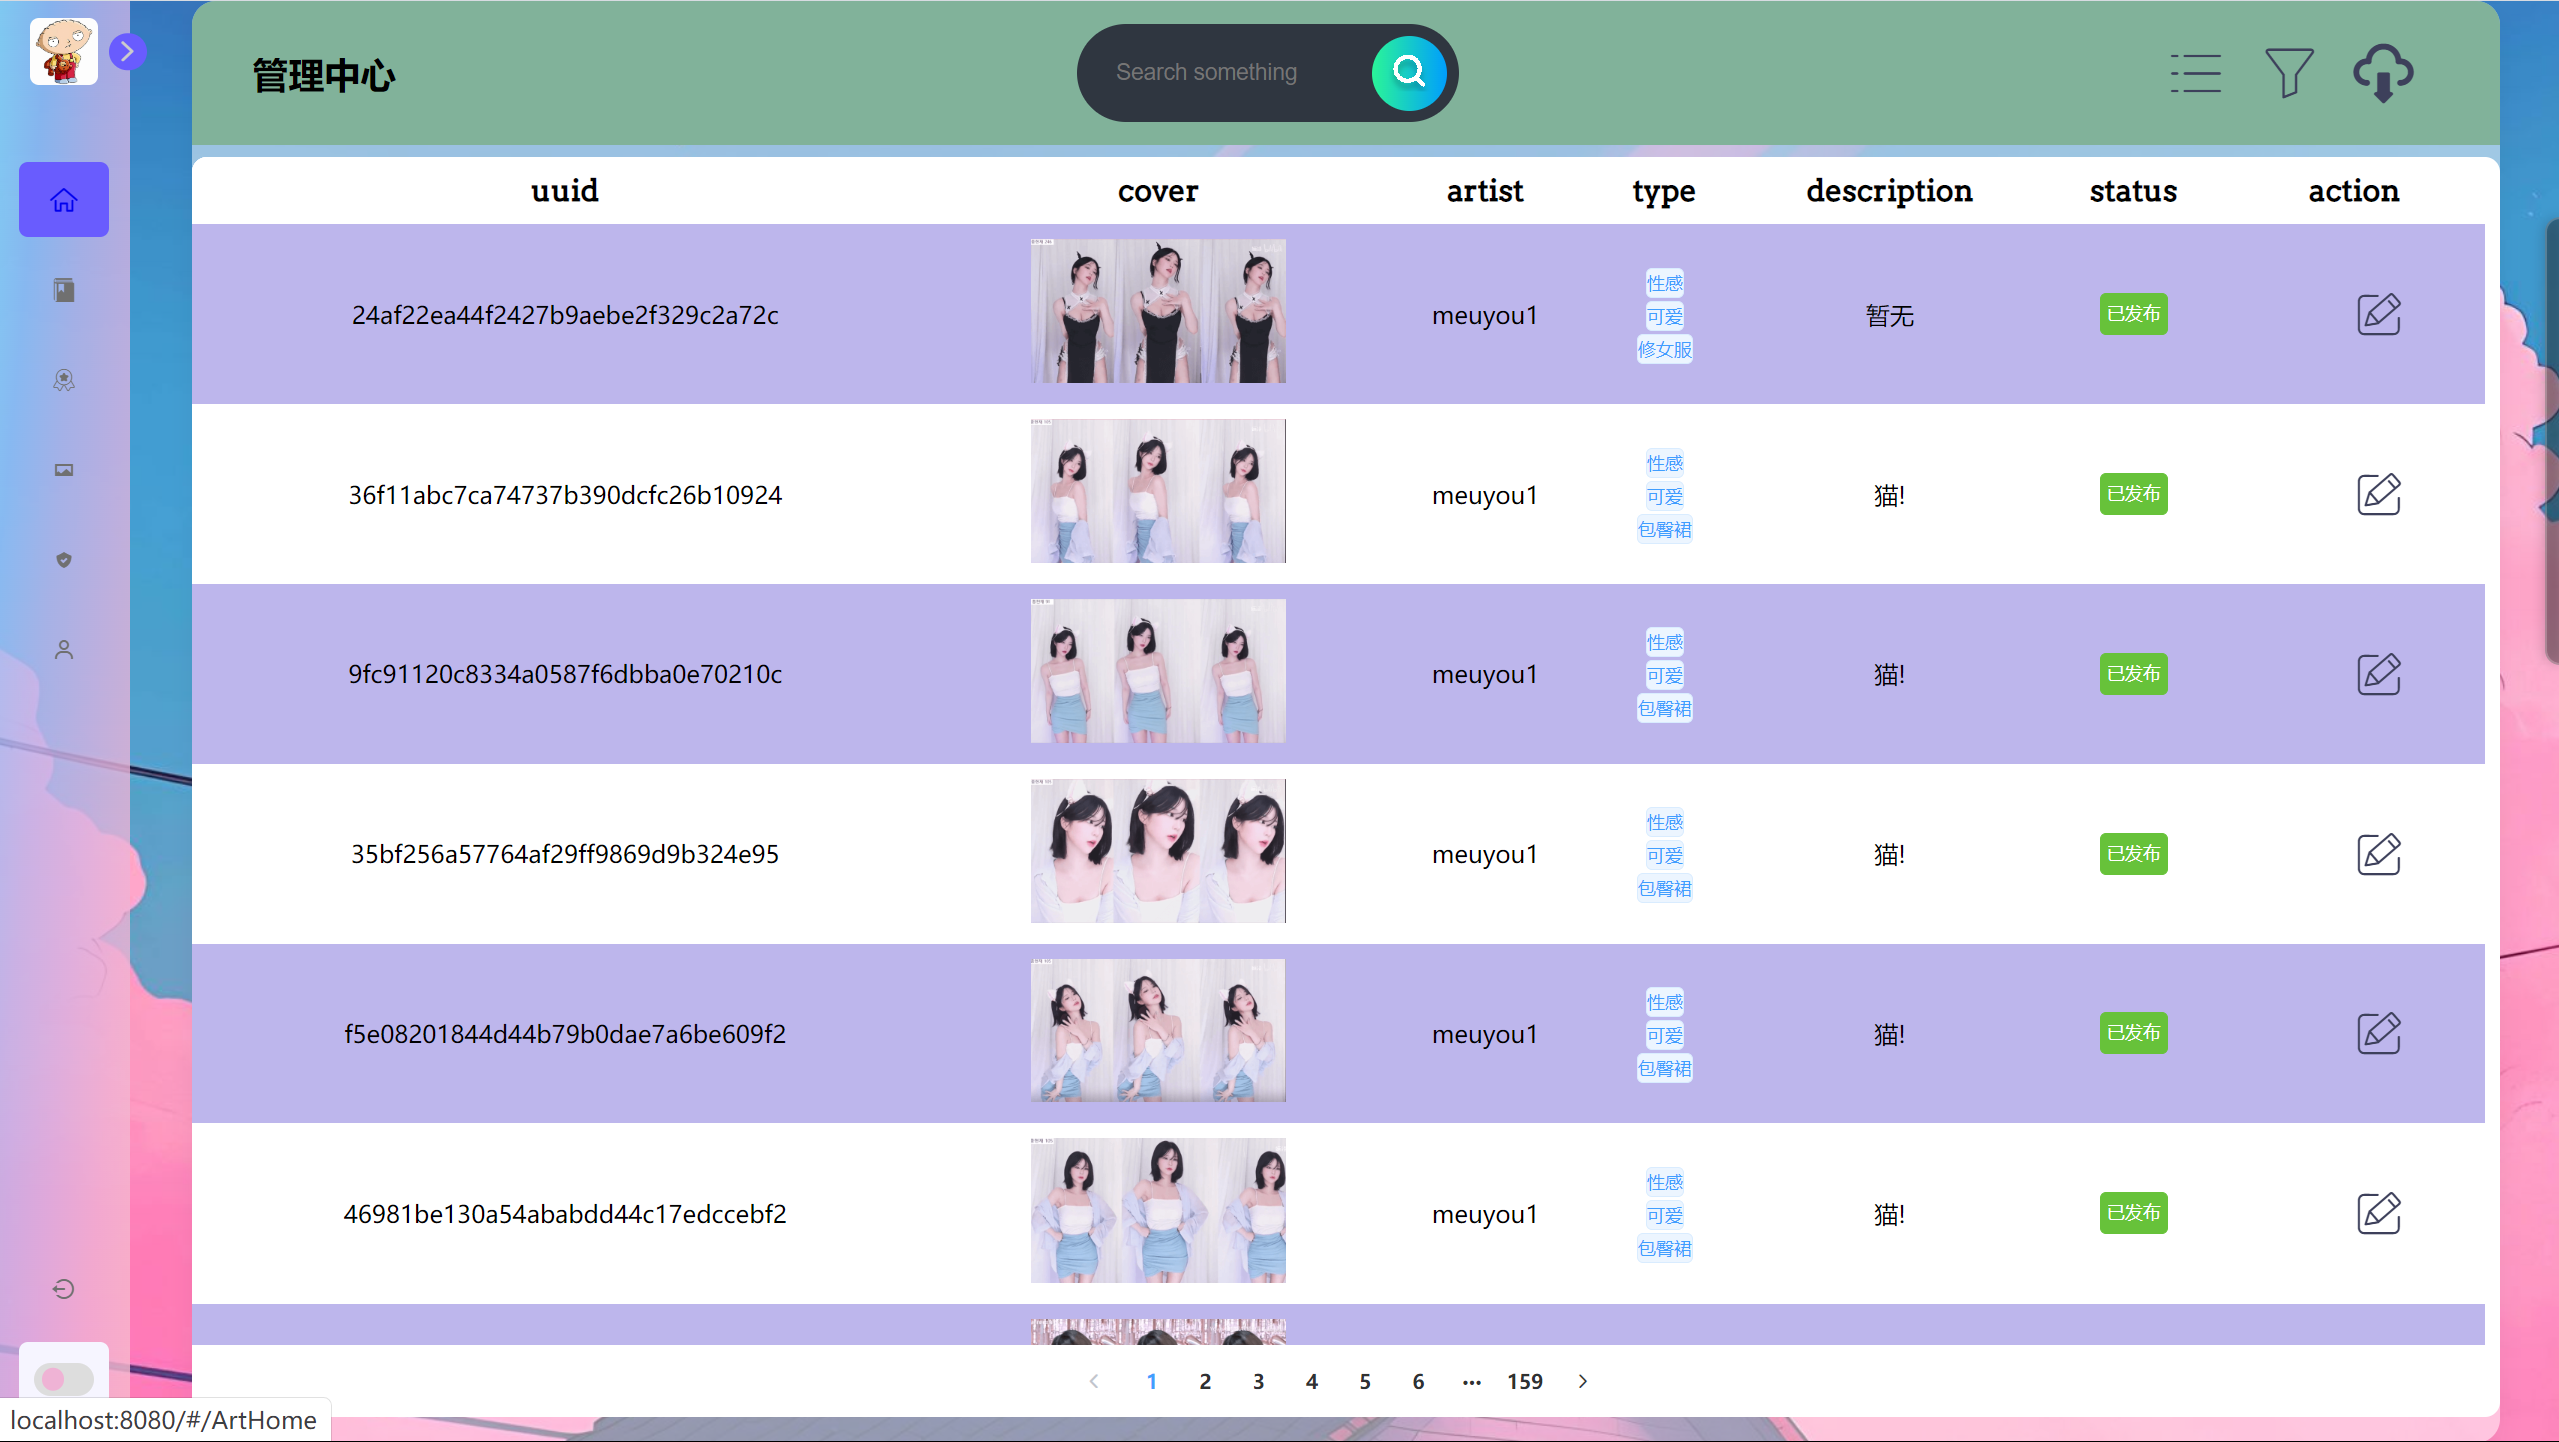 管理中心
Search something
uuid cover artist type description status action
24af22ea44f2427b9aebe2f329c2a72c meuyou1 性感 可爱 修女服 暂无 已发布
36f11abc7ca74737b390dcfc26b10924 meuyou1 性感 可爱 包臀裙 猫! 已发布
9fc91120c8334a0587f6dbba0e70210c meuyou1 性感 可爱 包臀裙 猫! 已发布
35bf256a57764af29ff9869d9b324e95 meuyou1 性感 可爱 包臀裙 猫! 已发布
f5e08201844d44b79b0dae7a6be609f2 meuyou1 性感 可爱 包臀裙 猫! 已发布
46981be130a54ababdd44c17edccebf2 meuyou1 性感 可爱 包臀裙 猫! 已发布
1 2 3 4 5 6 ··· 159
localhost:8080/#/ArtHome